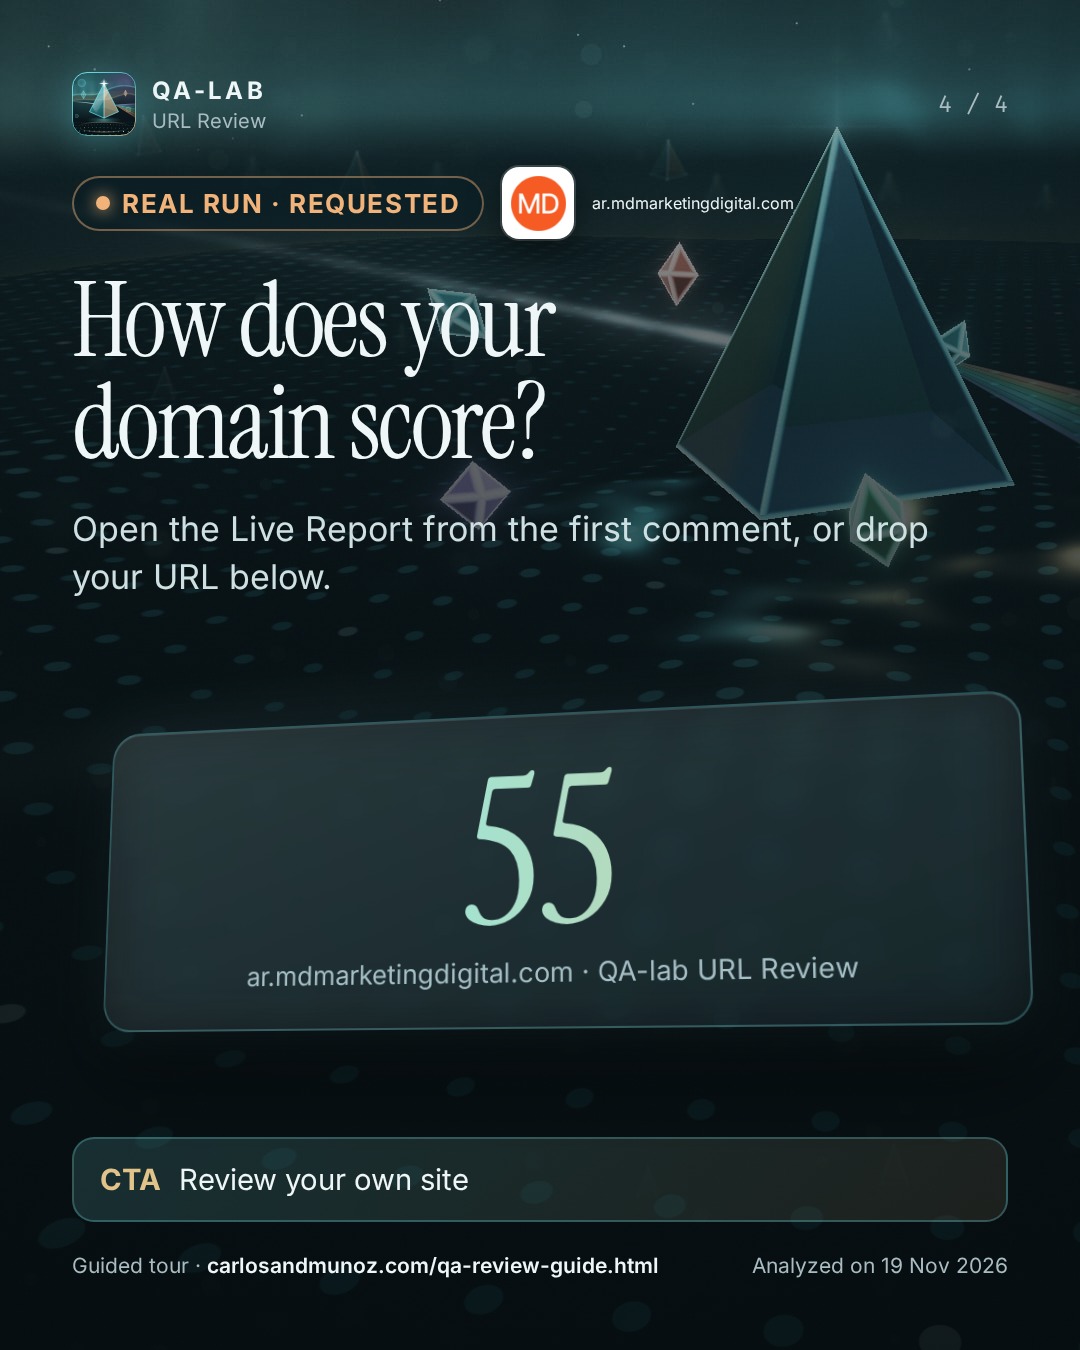 QA-LAB
URL Review
4 / 4
REAL RUN · REQUESTED
MD
ar.mdmarketingdigital.com
How does your
domain score?
Open the Live Report from the first comment, or drop
your URL below.
55
ar.mdmarketingdigital.com · QA-lab URL Review
CTA Review your own site
Guided tour · carlosandmunoz.com/qa-review-guide.html
Analyzed on 19 Nov 2026